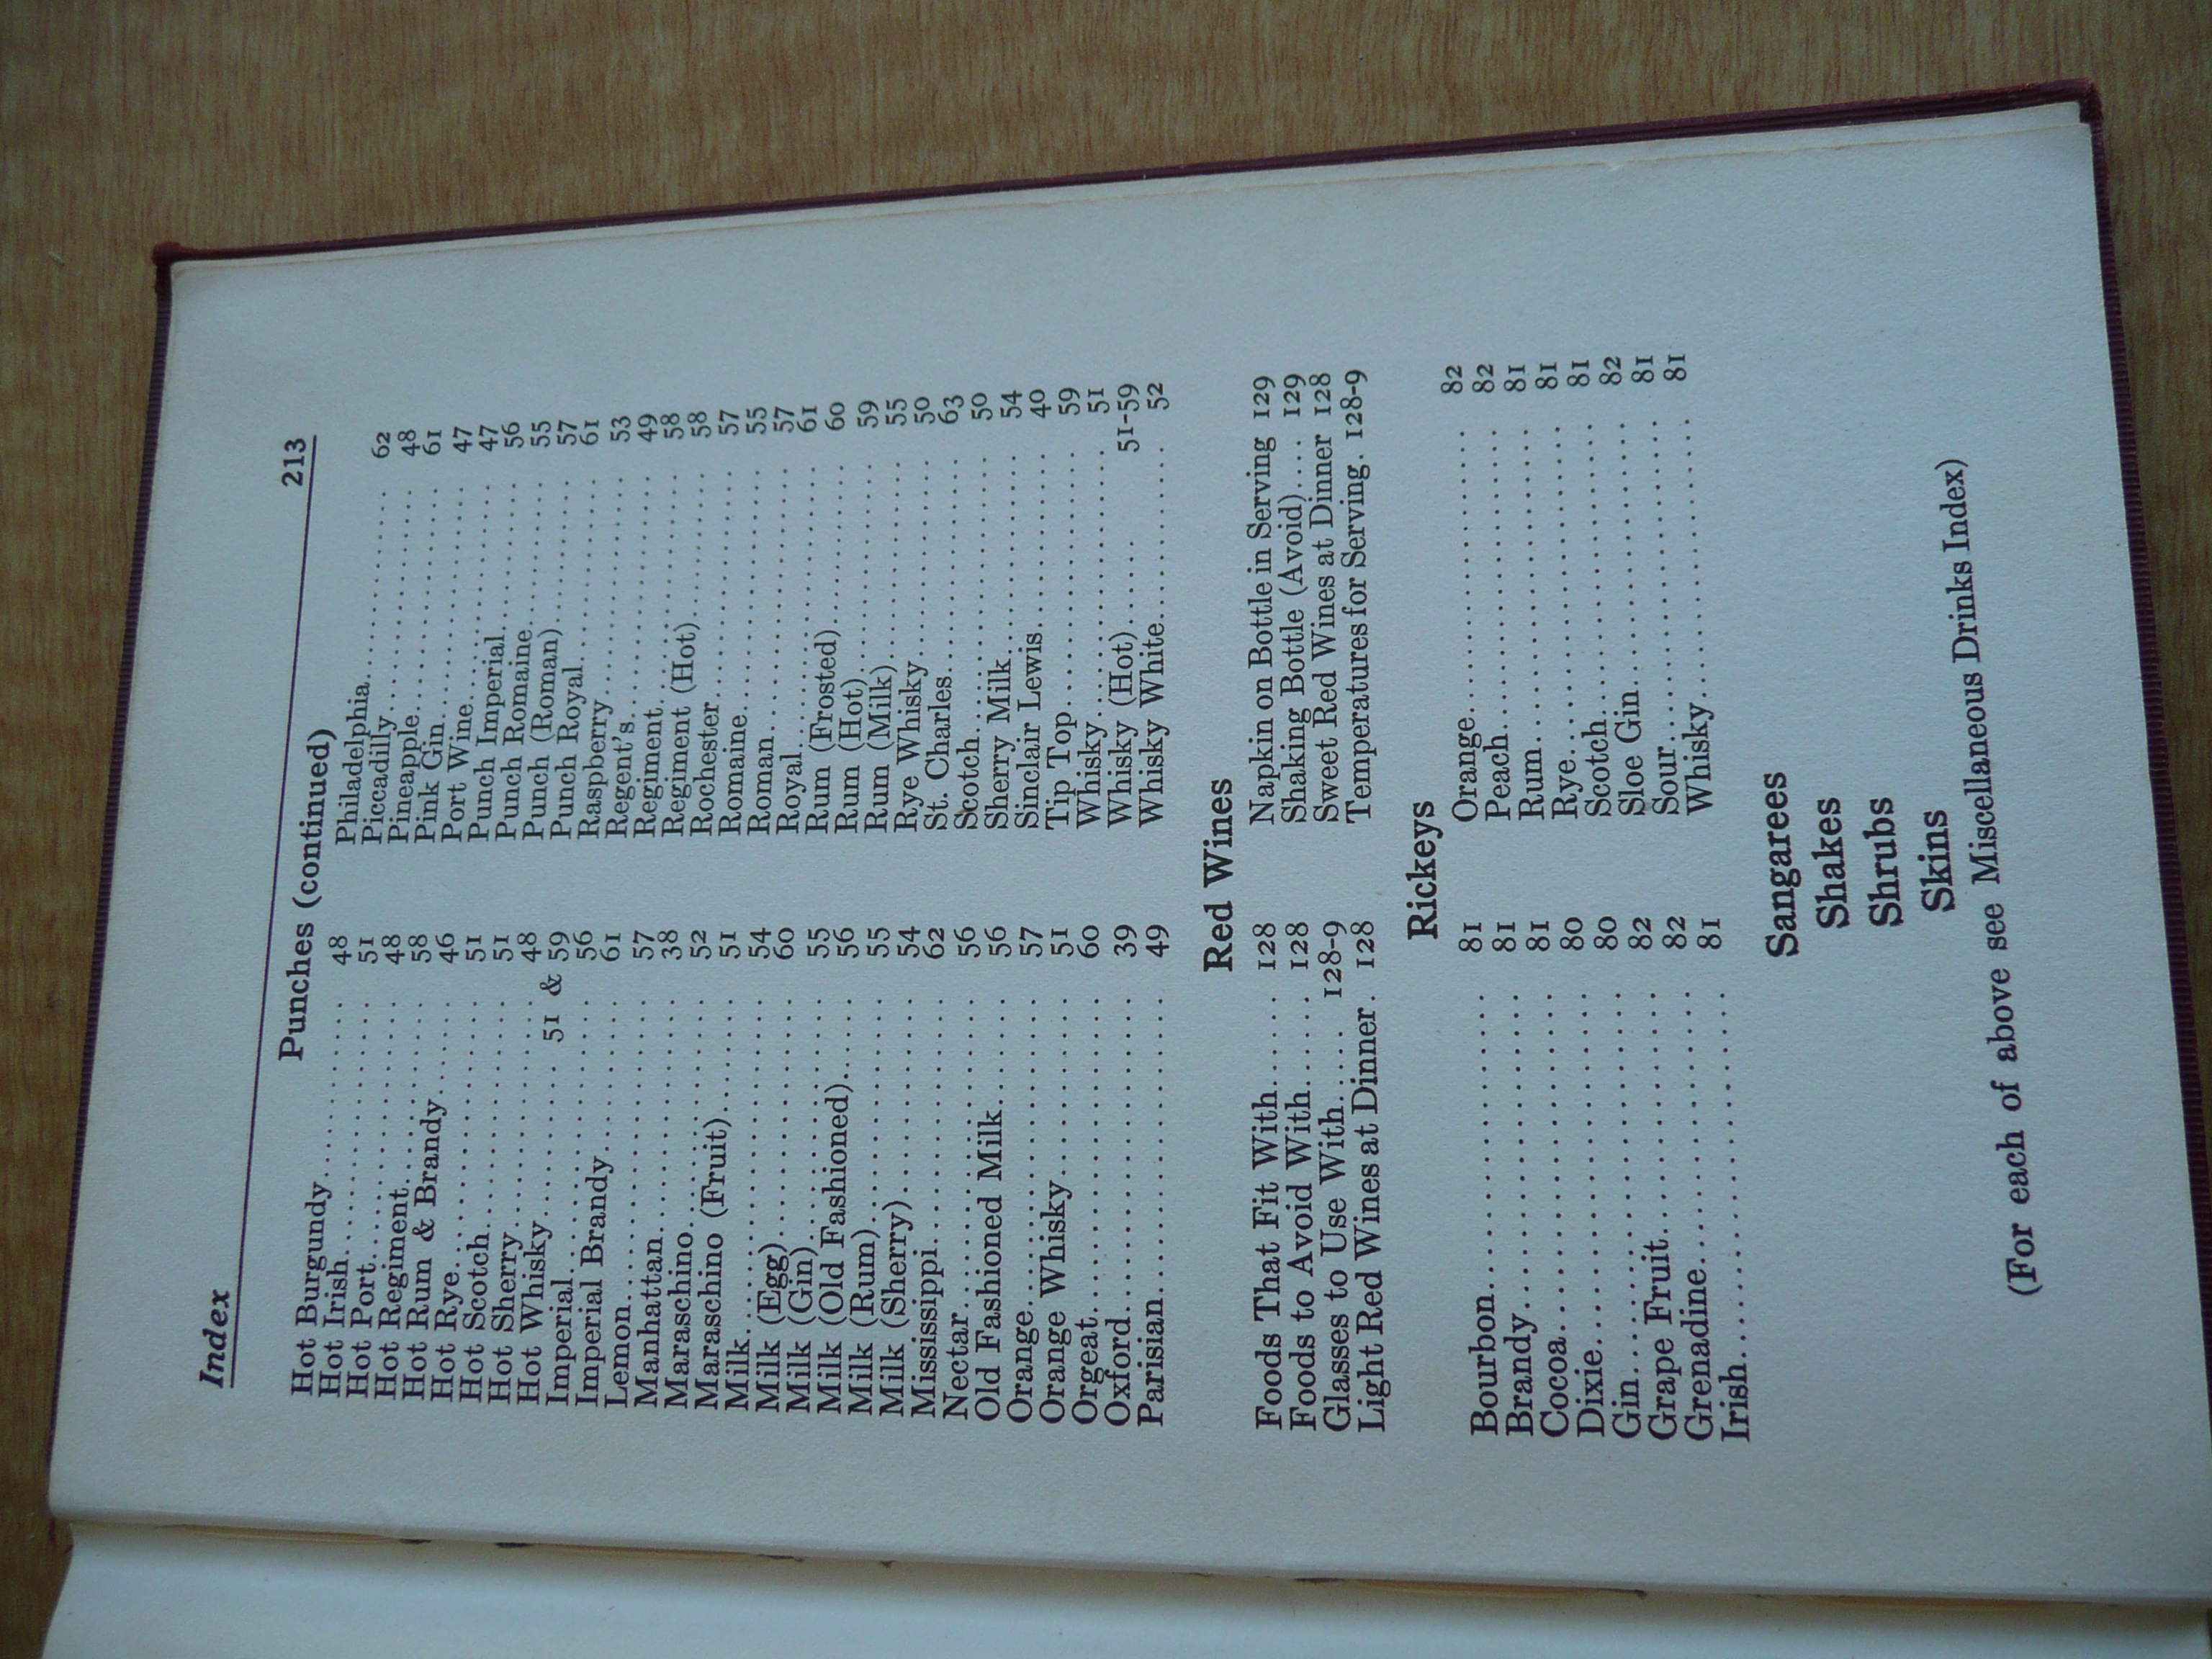 Index 213
Punches (continued)
Hot Burgundy 48
Hot Irish 51
Hot Port 48
Hot Regiment 58
Hot Rum & Brandy 46
Hot Rye 51
Hot Scotch 51
Hot Sherry 48
Hot Whisky 51 & 59
Imperial 56
Imperial Brandy 61
Lemon 57
Manhattan 38
Maraschino 52
Maraschino (Fruit) 51
Milk 54
Milk (Egg) 60
Milk (Gin) 55
Milk (Old Fashioned) 56
Milk (Rum) 55
Milk (Sherry) 54
Mississippi 62
Nectar 56
Old Fashioned Milk 56
Orange 57
Orange Whisky 51
Orgeat 60
Oxford 39
Parisian 49
Philadelphia 62
Piccadilly 48
Pineapple 61
Pink Gin 47
Port Wine 47
Punch Imperial 56
Punch Romaine 55
Punch (Roman) 57
Punch Royal 61
Raspberry 53
Regent's 49
Regiment 58
Regiment (Hot) 58
Rochester 57
Romaine 55
Roman 57
Royal 61
Rum (Frosted) 60
Rum (Hot) 59
Rum (Milk) 55
Rye Whisky 50
St. Charles 63
Scotch 50
Sherry Milk 54
Sinclair Lewis 40
Tip Top 59
Whisky 51
Whisky (Hot) 51-59
Whisky White 52
Red Wines
Foods That Fit With 128
Foods to Avoid With 128
Glasses to Use With 128-9
Light Red Wines at Dinner 128
Napkin on Bottle in Serving 129
Shaking Bottle (Avoid) 129
Sweet Red Wines at Dinner 128
Temperatures for Serving 128-9
Rickeys
Bourbon 81
Brandy 81
Cocoa 81
Dixie 80
Gin 80
Grape Fruit 82
Grenadine 82
Irish 81
Orange 82
Peach 82
Rum 81
Rye 81
Scotch 81
Sloe Gin 82
Sour 81
Whisky 81
Sangarees
Shakes
Shrubs
Skins
(For each of above see Miscellaneous Drinks Index)